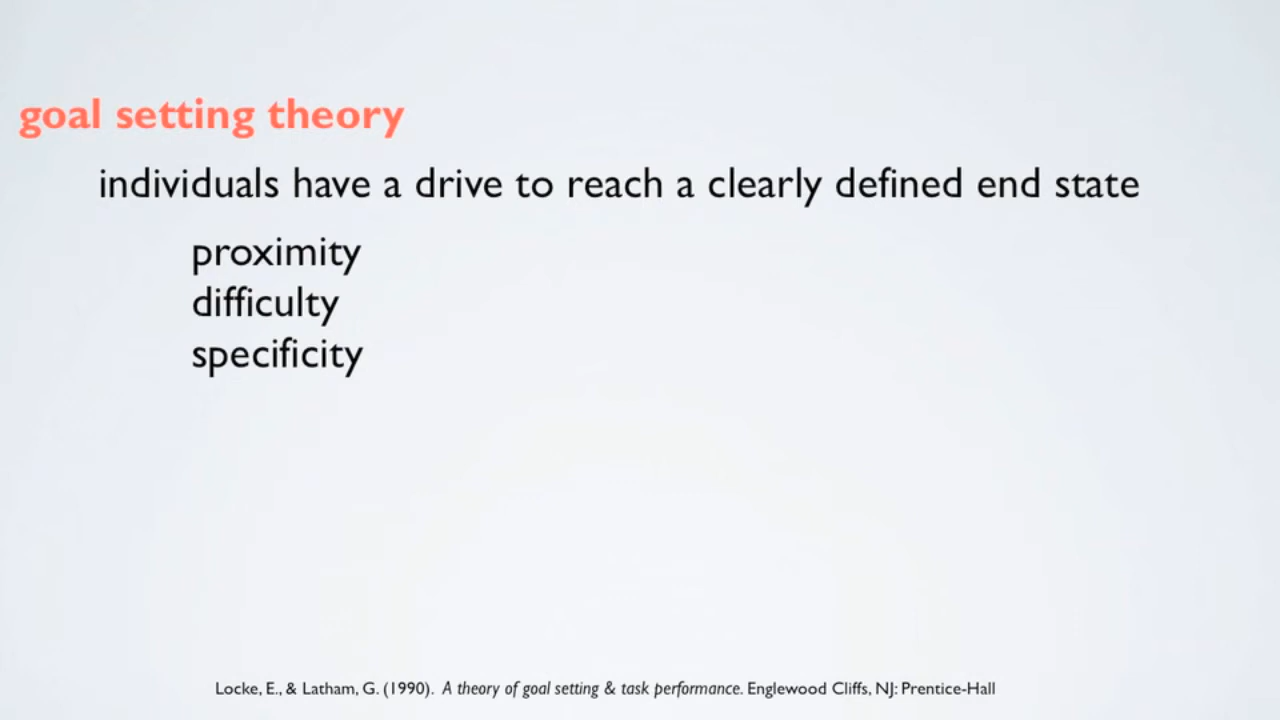 goal setting theory
individuals have a drive to reach a clearly defined end state
proximity
difficulty
specificity
Locke, E., & Latham, G. (1990). A theory of goal setting & task performance. Englewood Cliffs, NJ: Prentice-Hall